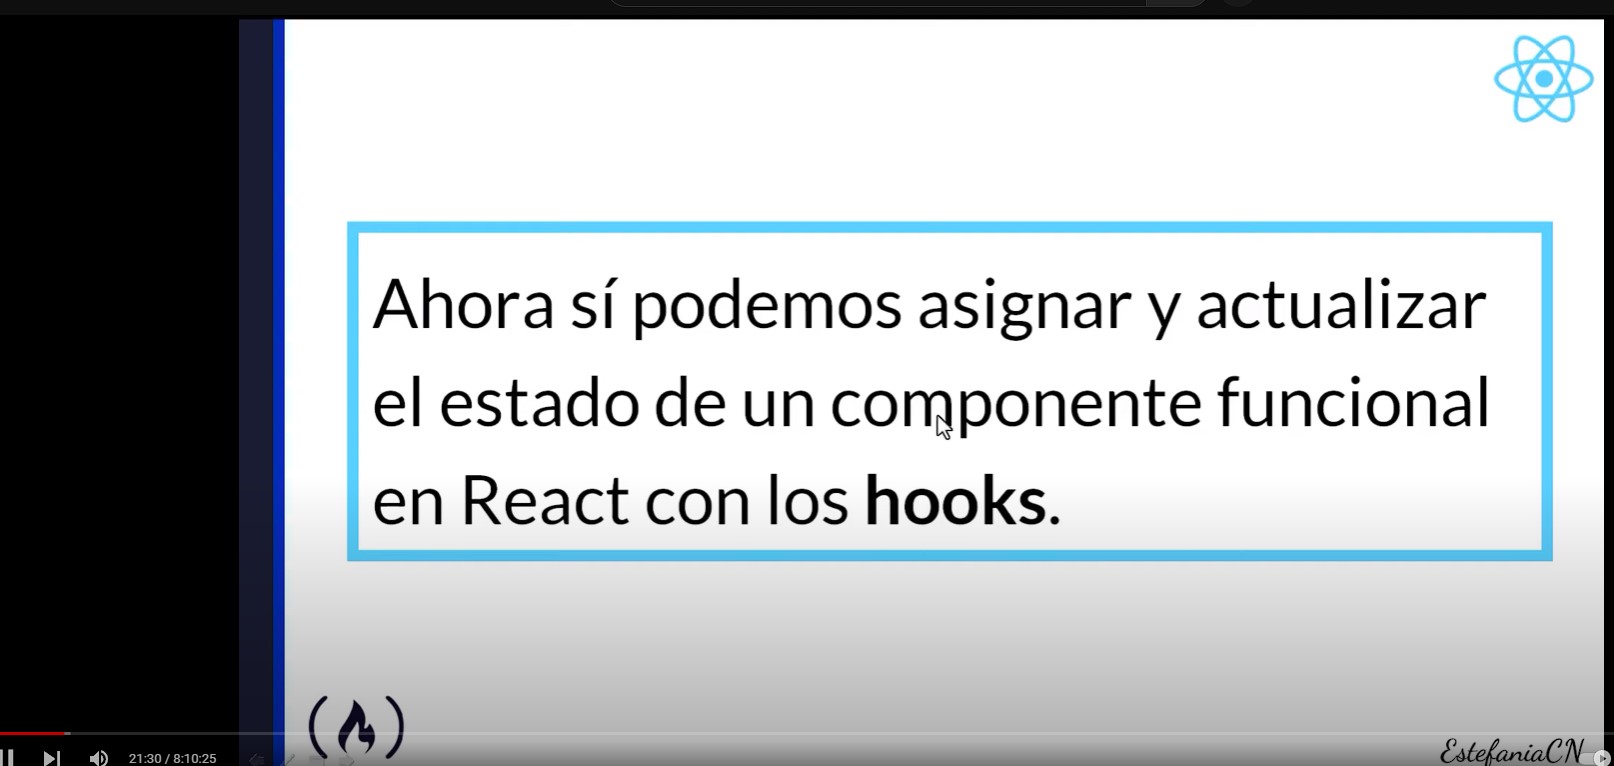 Ahora sí podemos asignar y actualizar
el estado de un componente funcional
en React con los hooks.
21:30 / 8:10:25
EstefaniaCN